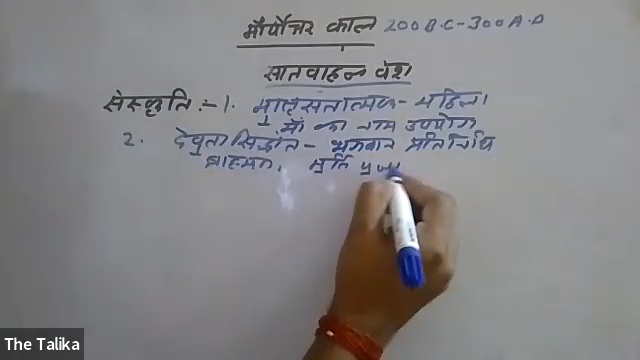 मौर्योत्तर काल 200 B.C-300 A.D
सातवाहन वंश
संस्कृति :- 1. मातृसत्तात्मक - महिला
माँ का नाम उपयोग
2. देवता सिद्धांत - भगवान प्रतिनिधि
ब्राह्मण. मुर्ति पुजा
The Talika